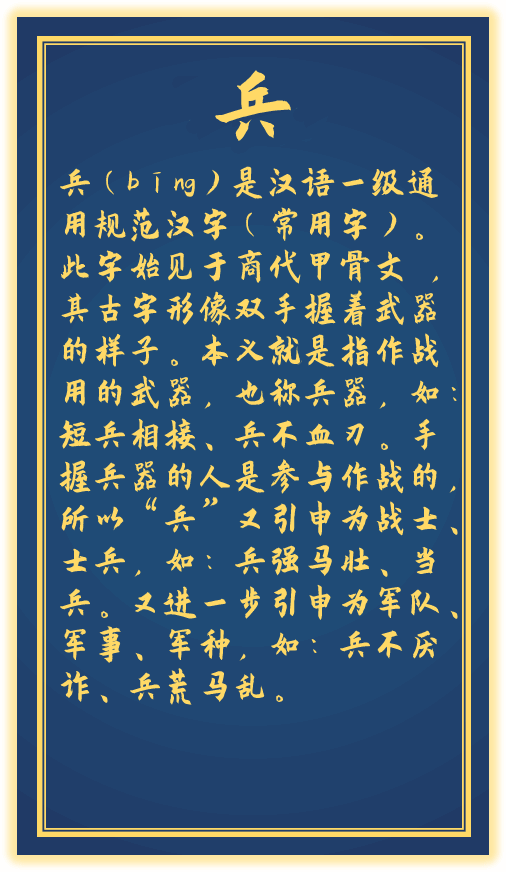 兵
兵（bīng）是汉语一级通
用规范汉字（常用字）。
此字始见于商代甲骨文，
其古字形像双手握着武器
的样子。本义就是指作战
用的武器，也称兵器，如：
短兵相接、兵不血刃。手
握兵器的人是参与作战的，
所以“兵”又引申为战士、
士兵，如：兵强马壮、当
兵。又进一步引申为军队、
军事、军种，如：兵不厌
诈、兵荒马乱。